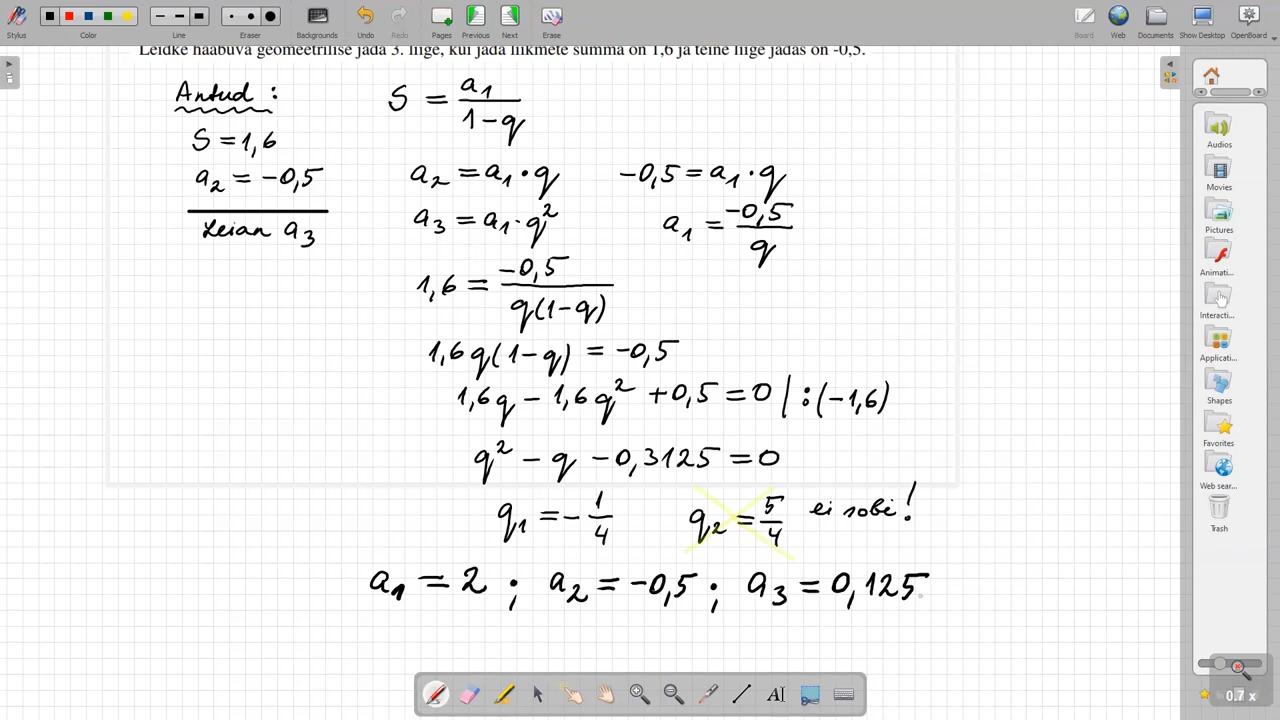 Stylus Color Eraser Backgrounds Undo Redo Pages Previous Next Erase Board Web Documents Show Desktop OpenBoard
Leidke hääbuva geomeetrilise jada 3. liige, kui jada liikmete summa on 1,6 ja teine liige jadas on -0,5.
Antud :
S = 1,6
a₂ = -0,5
Leian a₃
S = a₁/(1-q)
a₂ = a₁·q -0,5 = a₁·q
a₃ = a₁·q² a₁ = -0,5/q
1,6 = -0,5/(q(1-q))
1,6q(1-q) = -0,5
1,6q - 1,6q² + 0,5 = 0 | :(-1,6)
q² - q - 0,3125 = 0
q₁ = -1/4 q₂ = 5/4 ei sobi!
a₁ = 2 ; a₂ = -0,5 ; a₃ = 0,125
Audios
Movies
Pictures
Animati...
Interacti...
Applicati...
Shapes
Favorites
Web sear...
Trash
0.7 x
AI